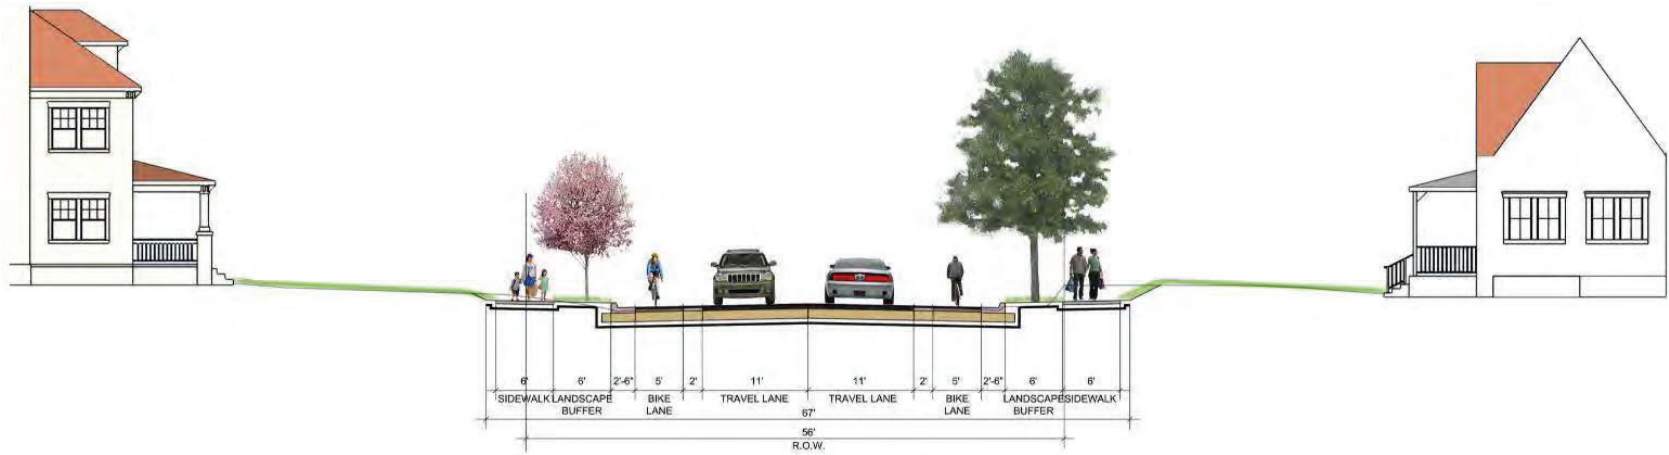 6' 6' 2'-6" 5' 2' 11' 11' 2' 5' 2'-6" 6' 6'
SIDEWALK LANDSCAPE BIKE TRAVEL LANE TRAVEL LANE BIKE LANDSCAPE SIDEWALK
BUFFER LANE LANE BUFFER
67'
56'
R.O.W.